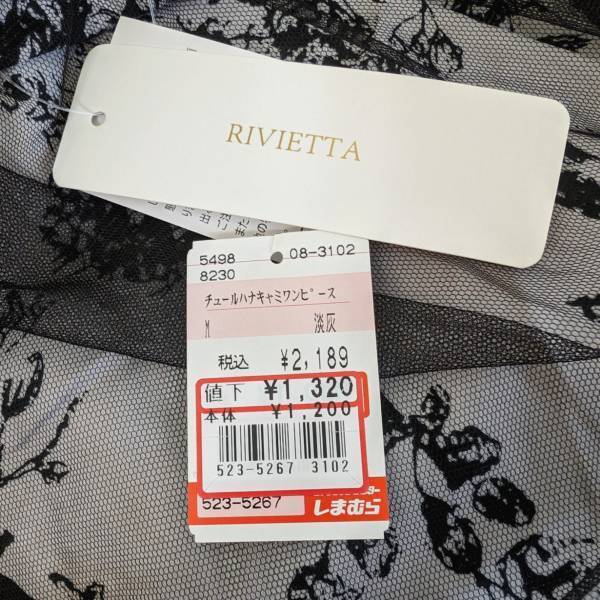 RIVIETTA
5498 08-3102
8230
チュールハナキャミワンピース
M 淡灰
税込 ¥2,189
値下 ¥1,320
本体 ¥1,200
523-5267 3102
523-5267
しまむら